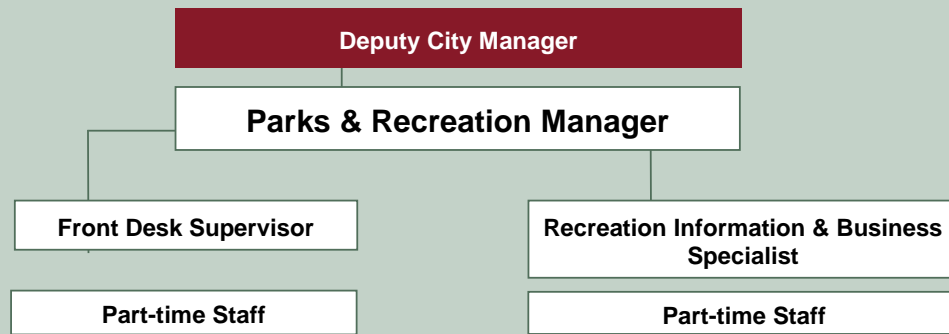 Deputy City Manager
Parks & Recreation Manager
Front Desk Supervisor
Recreation Information & Business
Specialist
Part-time Staff
Part-time Staff